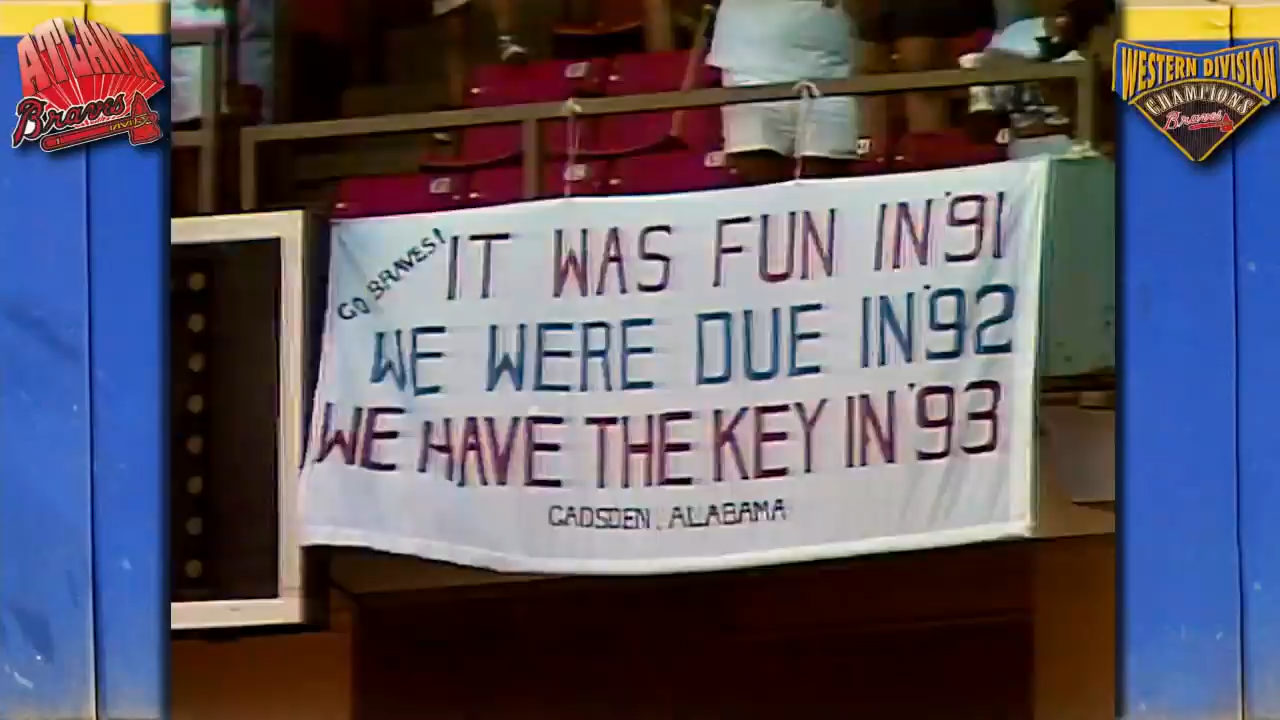 ATLANTA
Braves
WESTERN DIVISION
CHAMPIONS
Braves
GO BRAVES!
IT WAS FUN IN '91
WE WERE DUE IN '92
WE HAVE THE KEY IN '93
GADSDEN, ALABAMA